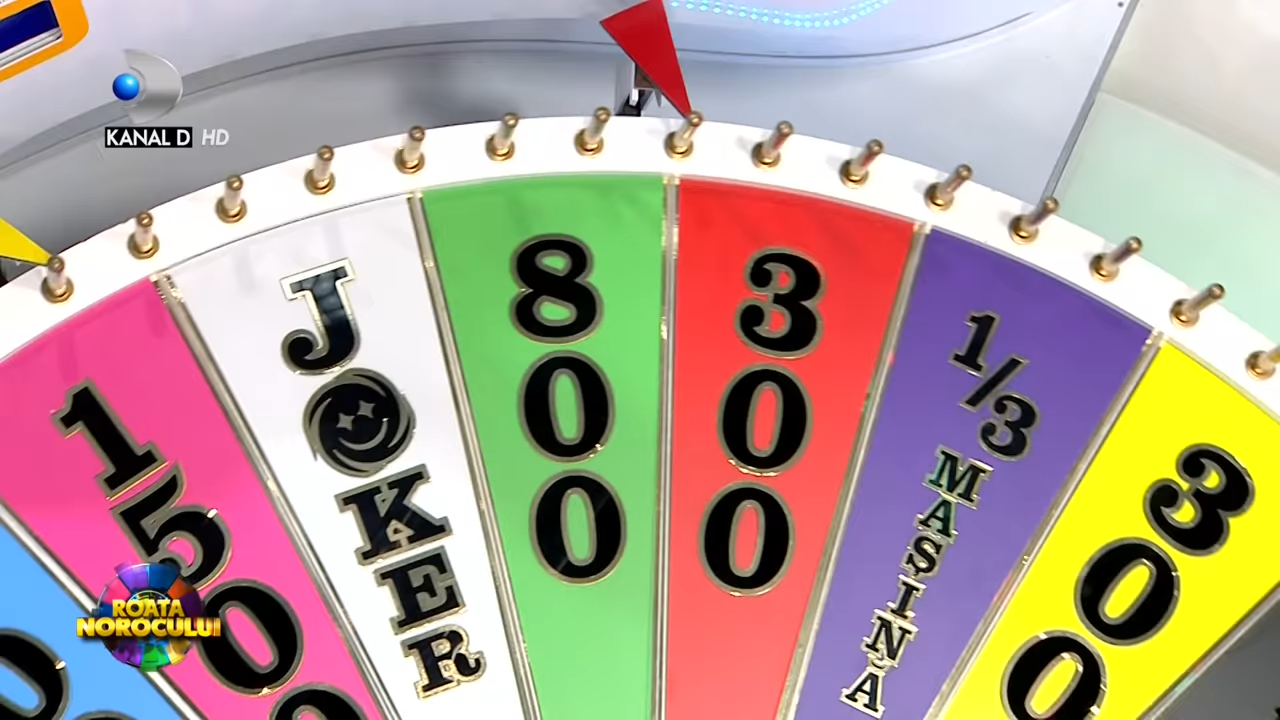 KANAL D HD
1500
JOKER
800
300
1/3 MASINA
300
ROATA
NOROCULUI